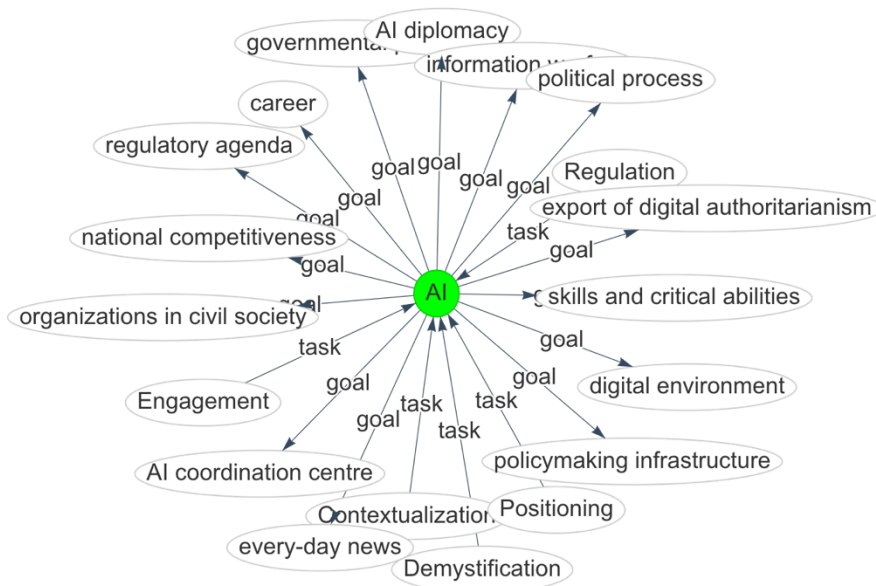 AI diplomacy
governmental
information
political process
career
regulatory agenda
goal
goal
goal
goal
goal
goal
Regulation
export of digital authoritarianism
task
goal
national competitiveness
goal
AI
skills and critical abilities
goal
organizations in civil society
task
goal
digital environment
Engagement
goal
goal
goal
task
task
task
policymaking infrastructure
AI coordination centre
Positioning
Contextualization
every-day news
Demystification